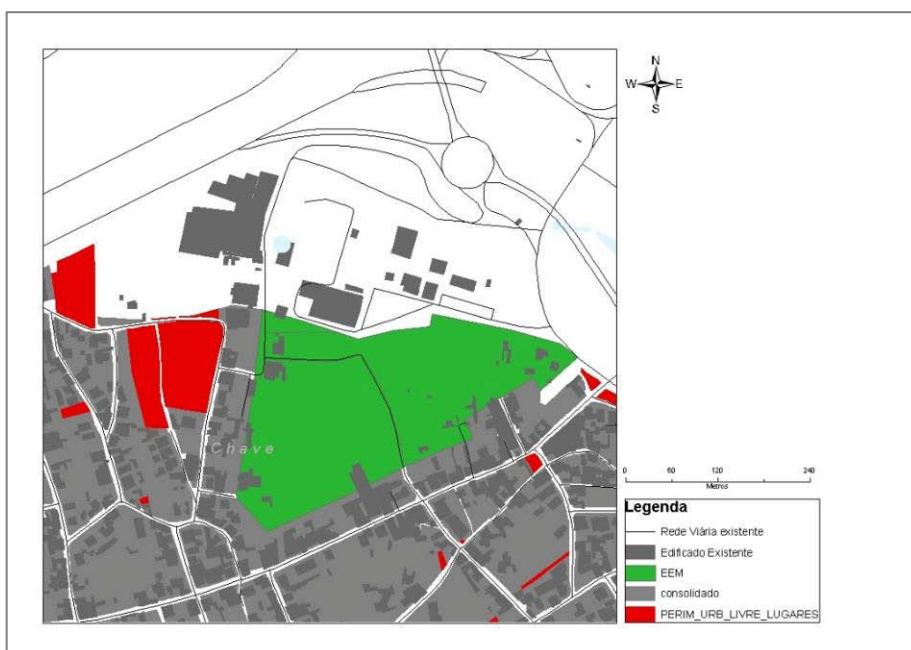 N
W E
S
Chave
0 60 120 240
Metros
Legenda
Rede Viária existente
Edificado Existente
EEM
consolidado
PERIM_URB_LIVRE_LUGARES